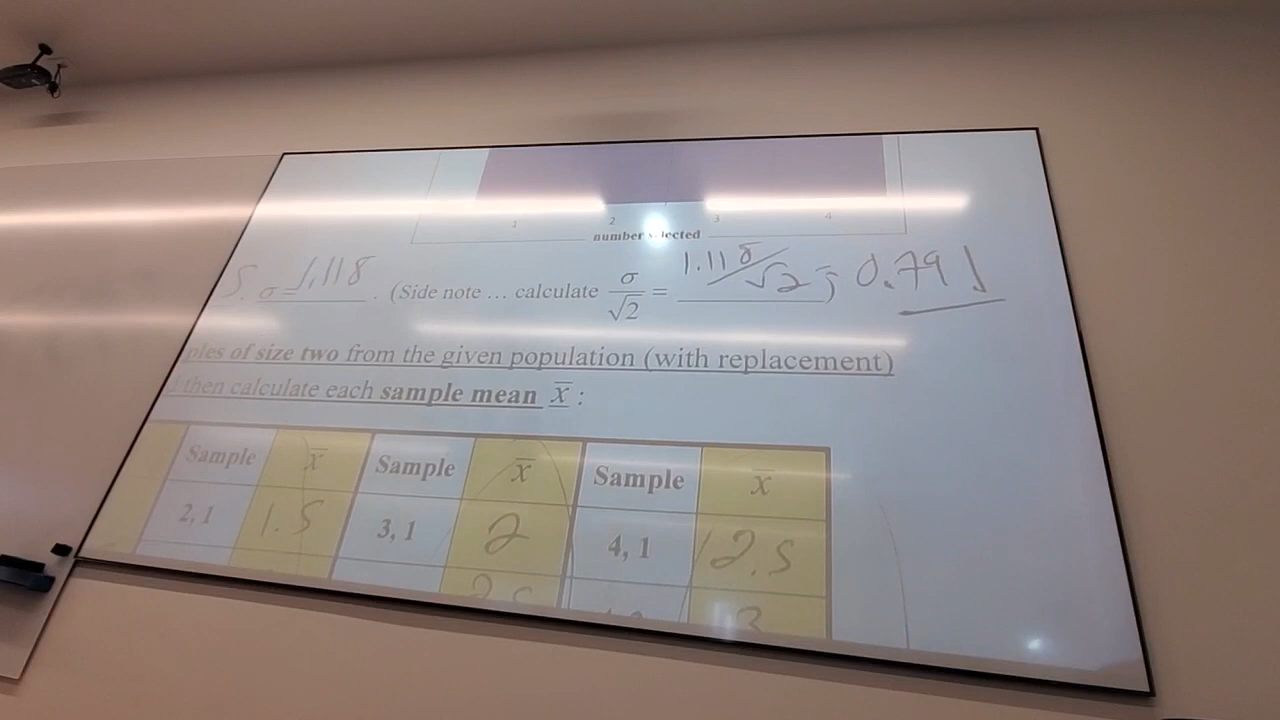 1 2 3 4
number selected
σ = 1.118 . (Side note … calculate σ/√2 = 1.118/√2 = 0.791
of size two from the given population (with replacement)
then calculate each sample mean x̄ :
Sample x̄ Sample x̄ Sample x̄
2, 1 1.5 3, 1 2 4, 1 2.5
2.5 3